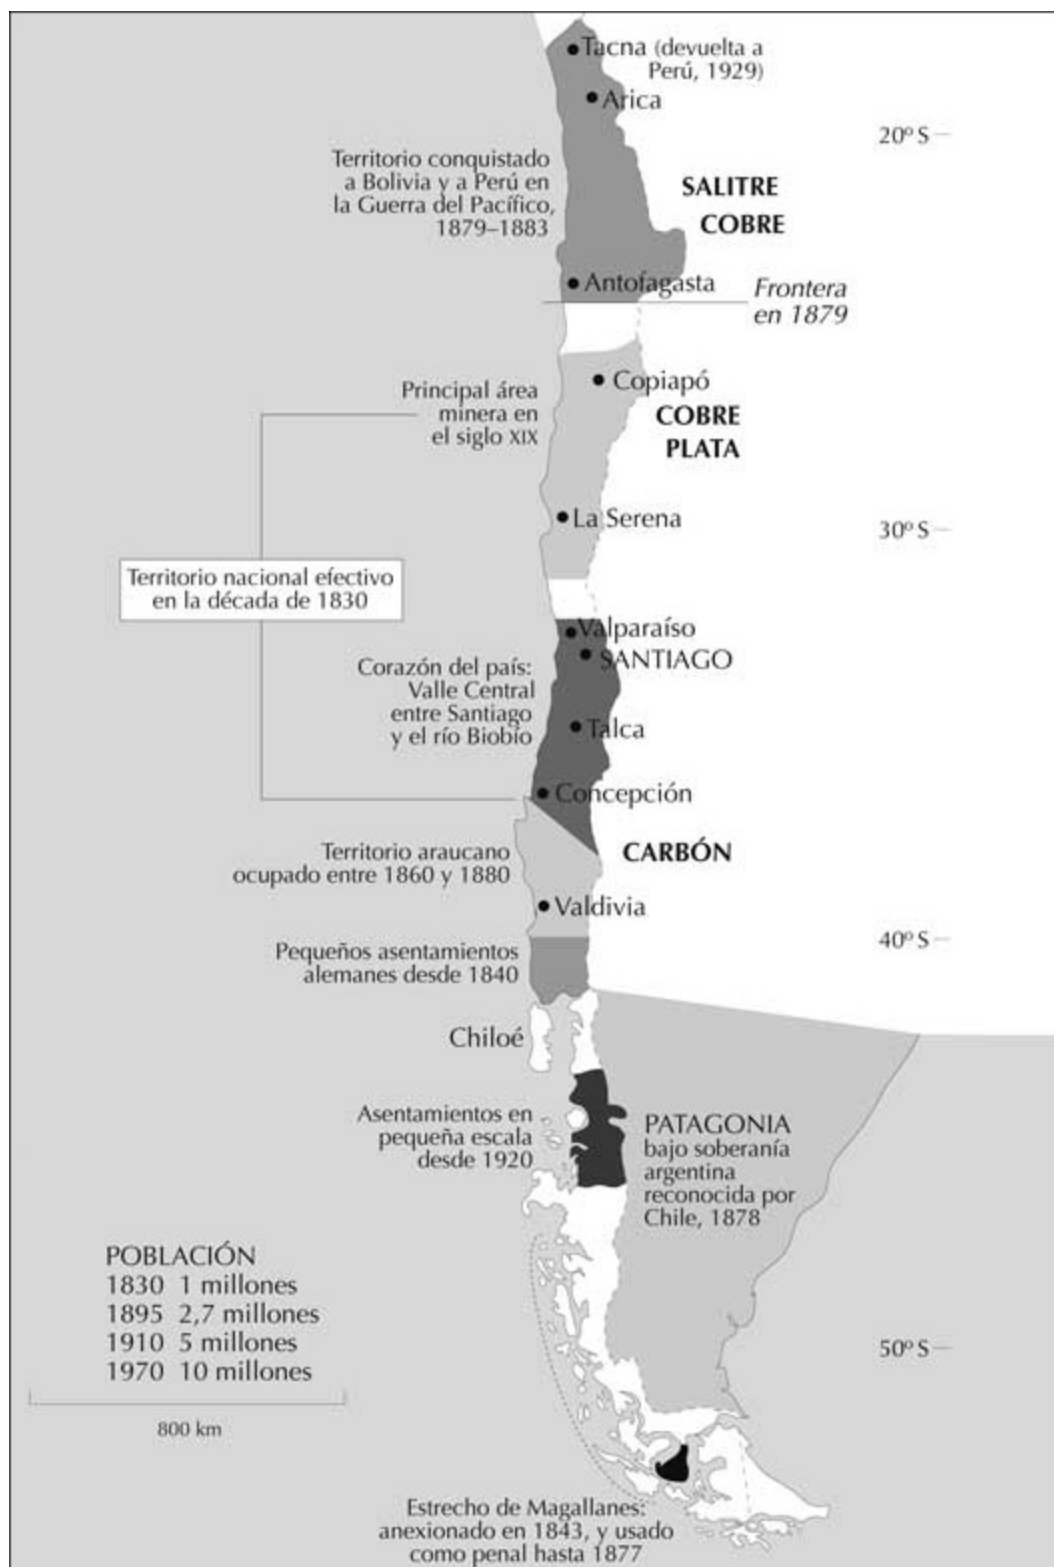 Tacna (devuelta a
Perú, 1929)
Arica
20º S
Territorio conquistado
a Bolivia y a Perú en
la Guerra del Pacífico,
1879–1883
SALITRE
COBRE
Antofagasta
Frontera
en 1879
Copiapó
Principal área
minera en
el siglo XIX
COBRE
PLATA
La Serena
30º S
Territorio nacional efectivo
en la década de 1830
Valparaíso
SANTIAGO
Corazón del país:
Valle Central
entre Santiago
y el río Biobío
Talca
Concepción
Territorio araucano
ocupado entre 1860 y 1880
CARBÓN
Valdivia
40º S
Pequeños asentamientos
alemanes desde 1840
Chiloé
Asentamientos en
pequeña escala
desde 1920
PATAGONIA
bajo soberanía
argentina
reconocida por
Chile, 1878
POBLACIÓN
1830 1 millones
1895 2,7 millones
1910 5 millones
1970 10 millones
50º S
800 km
Estrecho de Magallanes:
anexionado en 1843, y usado
como penal hasta 1877